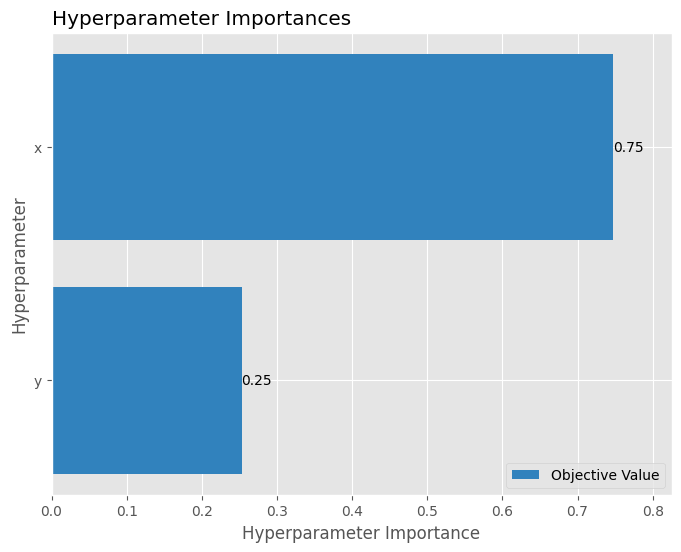 Hyperparameter Importances
Hyperparameter
x
0.75
y
0.25
Objective Value
0.0 0.1 0.2 0.3 0.4 0.5 0.6 0.7 0.8
Hyperparameter Importance